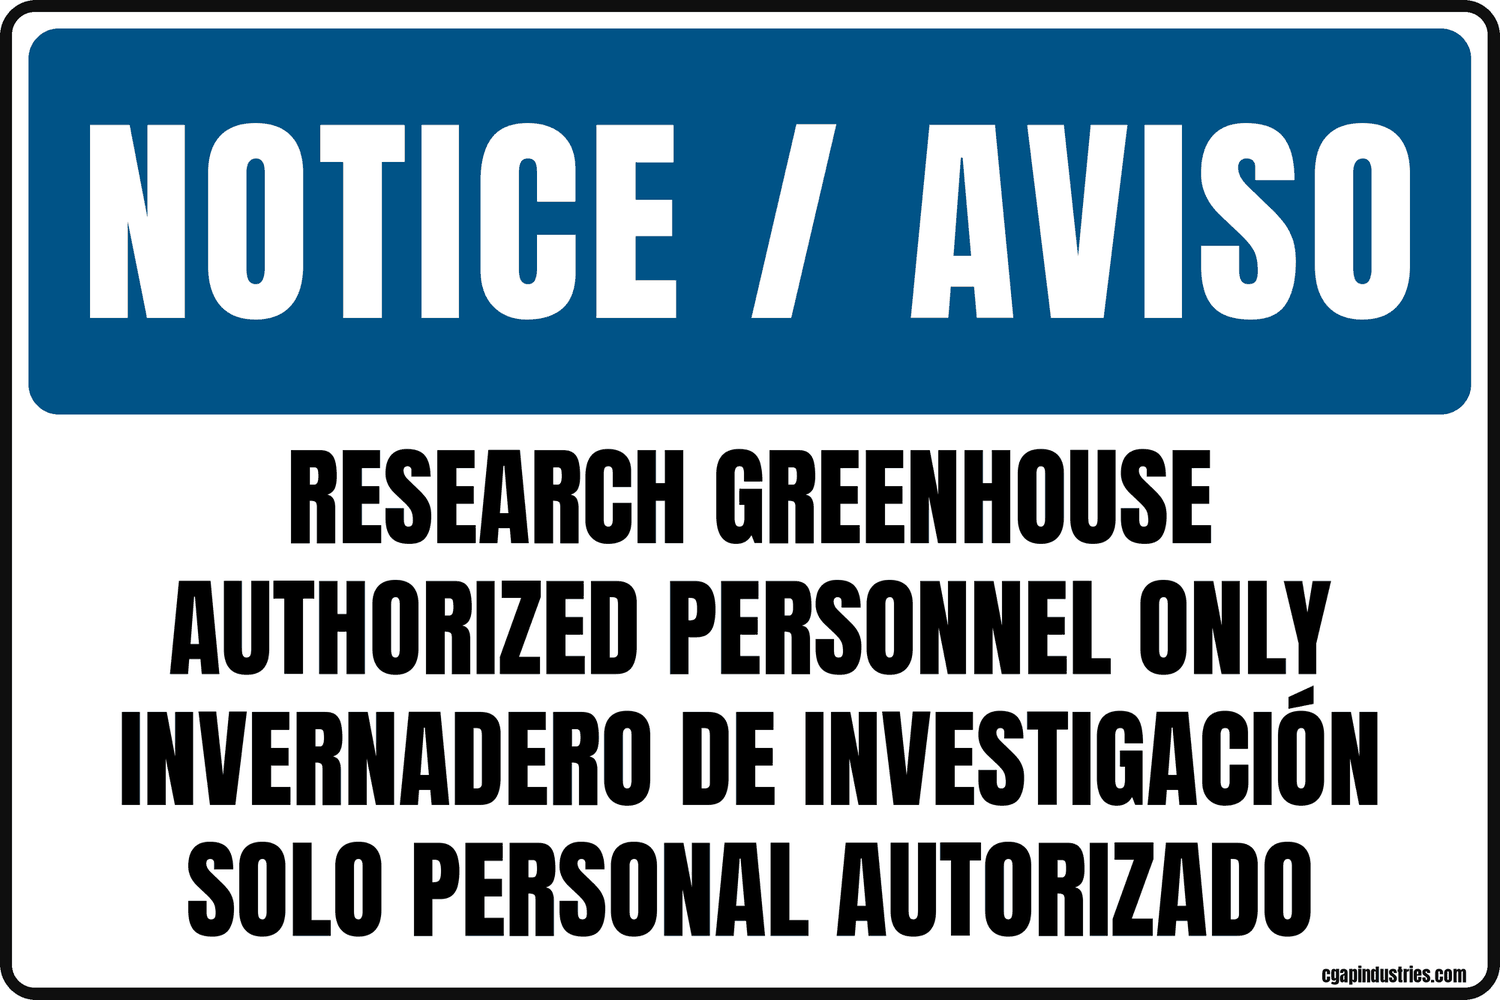 NOTICE / AVISO
RESEARCH GREENHOUSE
AUTHORIZED PERSONNEL ONLY
INVERNADERO DE INVESTIGACIÓN
SOLO PERSONAL AUTORIZADO
cgapindustries.com